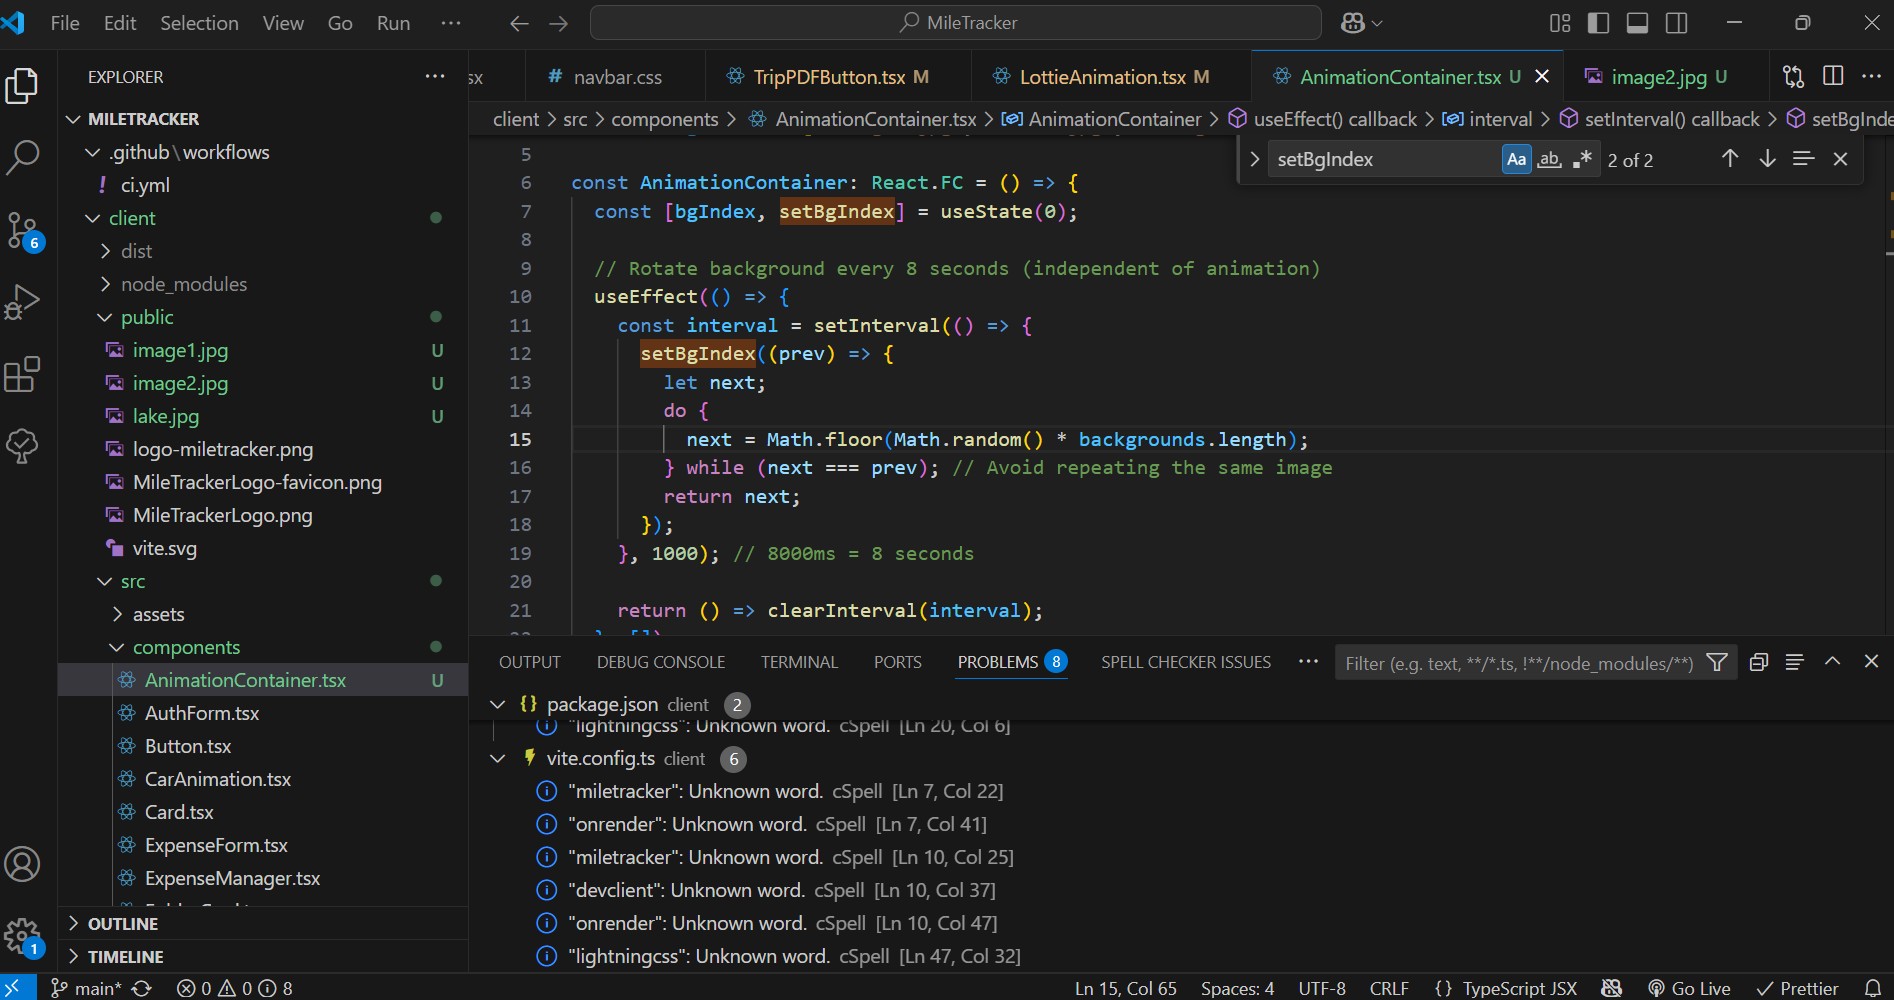 File Edit Selection View Go Run ··· MileTracker
EXPLORER
MILETRACKER
.github\workflows
! ci.yml
client
dist
node_modules
public
image1.jpg U
image2.jpg U
lake.jpg U
logo-miletracker.png
MileTrackerLogo-favicon.png
MileTrackerLogo.png
vite.svg
src
assets
components
AnimationContainer.tsx U
AuthForm.tsx
Button.tsx
CarAnimation.tsx
Card.tsx
ExpenseForm.tsx
ExpenseManager.tsx
OUTLINE
TIMELINE
6
1
sx # navbar.css TripPDFButton.tsx M LottieAnimation.tsx M AnimationContainer.tsx U image2.jpg U
client > src > components > AnimationContainer.tsx > AnimationContainer > useEffect() callback > interval > setInterval() callback > setBgInde
setBgIndex Aa ab .* 2 of 2
5
6 const AnimationContainer: React.FC = () => {
7 const [bgIndex, setBgIndex] = useState(0);
8
9 // Rotate background every 8 seconds (independent of animation)
10 useEffect(() => {
11 const interval = setInterval(() => {
12 setBgIndex((prev) => {
13 let next;
14 do {
15 next = Math.floor(Math.random() * backgrounds.length);
16 } while (next === prev); // Avoid repeating the same image
17 return next;
18 });
19 }, 1000); // 8000ms = 8 seconds
20
21 return () => clearInterval(interval);
OUTPUT DEBUG CONSOLE TERMINAL PORTS PROBLEMS 8 SPELL CHECKER ISSUES ··· Filter (e.g. text, **/*.ts, !**/node_modules/**)
{} package.json client 2
"lightningcss": Unknown word. cSpell [Ln 20, Col 6]
vite.config.ts client 6
"miletracker": Unknown word. cSpell [Ln 7, Col 22]
"onrender": Unknown word. cSpell [Ln 7, Col 41]
"miletracker": Unknown word. cSpell [Ln 10, Col 25]
"devclient": Unknown word. cSpell [Ln 10, Col 37]
"onrender": Unknown word. cSpell [Ln 10, Col 47]
"lightningcss": Unknown word. cSpell [Ln 47, Col 32]
main* 0 0 8 Ln 15, Col 65 Spaces: 4 UTF-8 CRLF {} TypeScript JSX Go Live Prettier